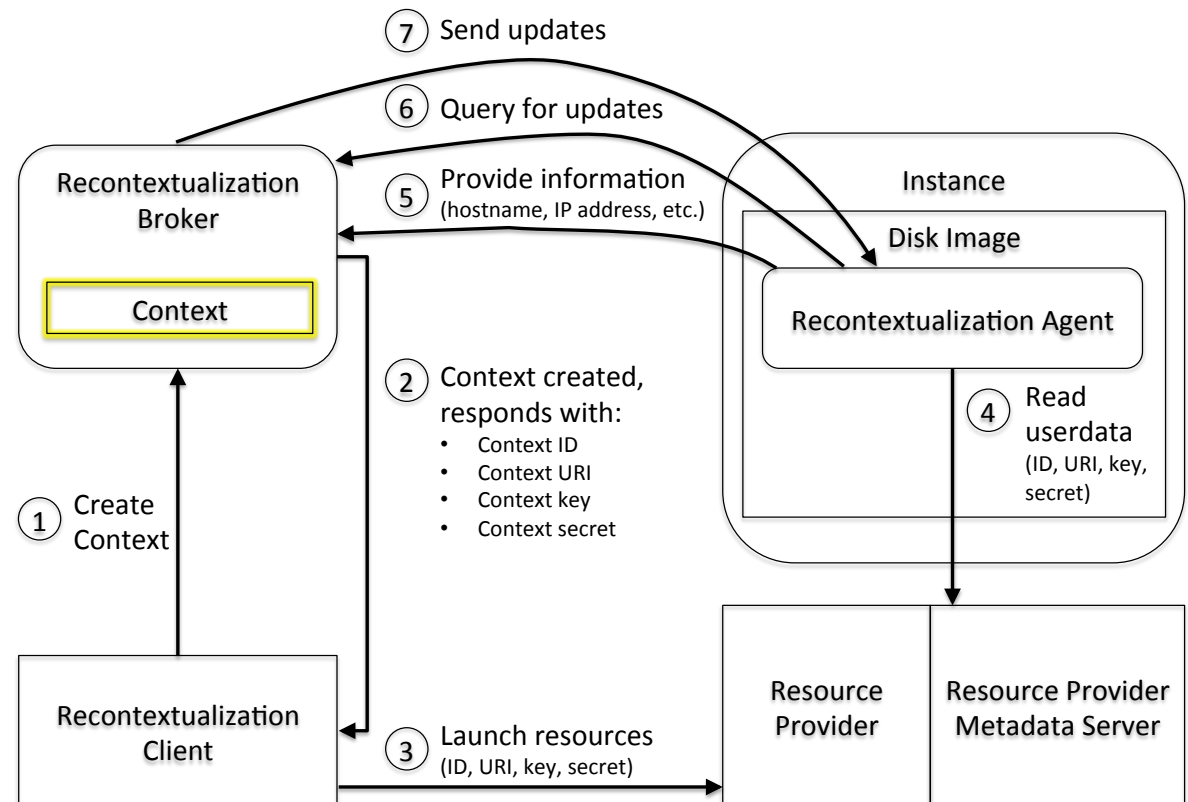 7 Send updates
6 Query for updates
Recontextualization
Broker
5 Provide information
(hostname, IP address, etc.)
Instance
Disk Image
Context
Recontextualization Agent
2 Context created,
responds with:
• Context ID
• Context URI
• Context key
• Context secret
4 Read
userdata
(ID, URI, key,
secret)
1 Create
Context
Recontextualization
Client
3 Launch resources
(ID, URI, key, secret)
Resource
Provider
Resource Provider
Metadata Server